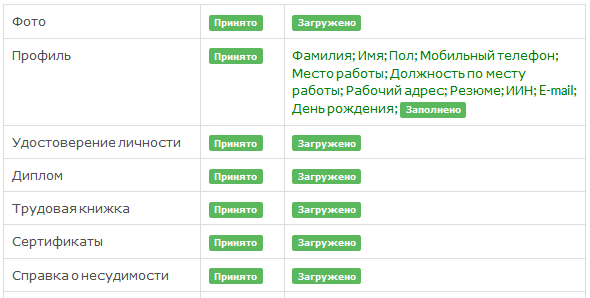 Фото Принято Загружено
Профиль Принято Фамилия; Имя; Пол; Мобильный телефон;
Место работы; Должность по месту
работы; Рабочий адрес; Резюме; ИИН; E-mail;
День рождения; Заполнено
Удостоверение личности Принято Загружено
Диплом Принято Загружено
Трудовая книжка Принято Загружено
Сертификаты Принято Загружено
Справка о несудимости Принято Загружено